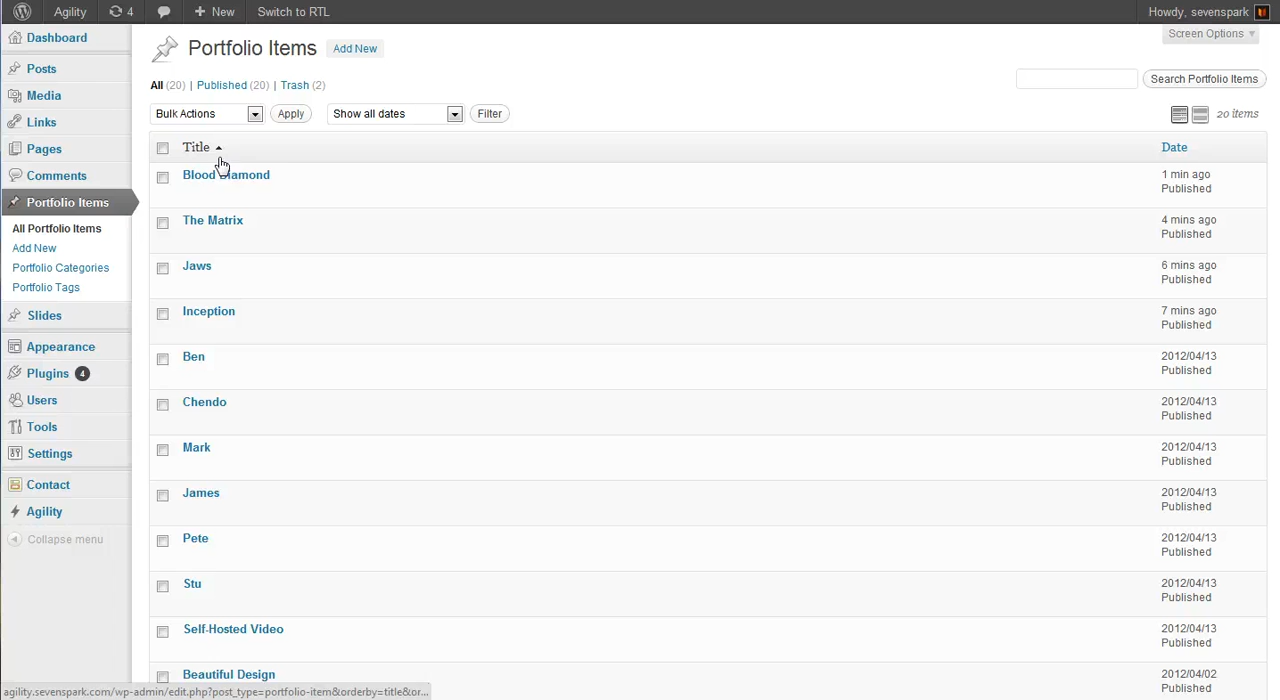 Agility 4 New Switch to RTL Howdy, sevenspark
Dashboard
Posts
Media
Links
Pages
Comments
Portfolio Items
All Portfolio Items
Add New
Portfolio Categories
Portfolio Tags
Slides
Appearance
Plugins 4
Users
Tools
Settings
Contact
Agility
Collapse menu
Portfolio Items Add New
Screen Options
All (20) | Published (20) | Trash (2)
Search Portfolio Items
Bulk Actions Apply Show all dates Filter 20 items
Title Date
Blood Diamond 1 min ago
Published
The Matrix 4 mins ago
Published
Jaws 6 mins ago
Published
Inception 7 mins ago
Published
Ben 2012/04/13
Published
Chendo 2012/04/13
Published
Mark 2012/04/13
Published
James 2012/04/13
Published
Pete 2012/04/13
Published
Stu 2012/04/13
Published
Self-Hosted Video 2012/04/13
Published
Beautiful Design 2012/04/02
Published
agility.sevenspark.com/wp-admin/edit.php?post_type=portfolio-item&orderby=title&or...